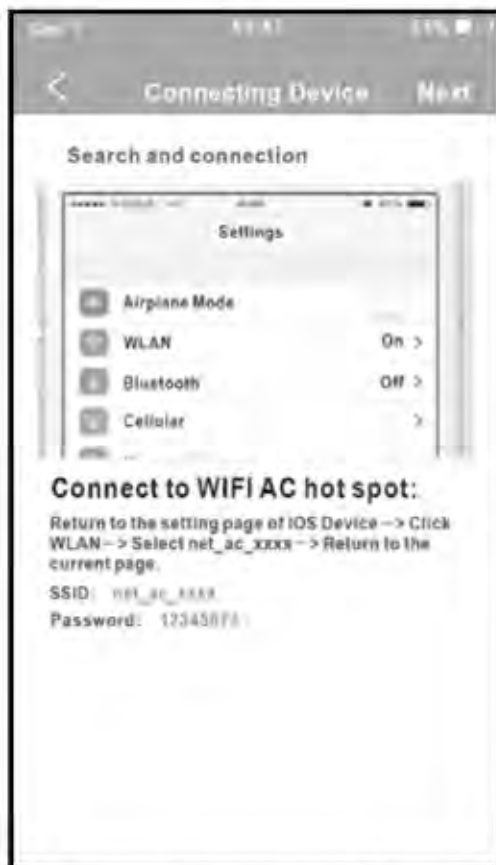 Connecting Device Next
Search and connection
Settings
Airplane Mode
WLAN On >
Bluetooth Off >
Cellular >
Connect to WIFI AC hot spot:
Return to the setting page of IOS Device --> Click
WLAN--> Select net_ac_xxxx--> Return to the
current page.
SSID: net_ac_xxxx
Password: 12345678